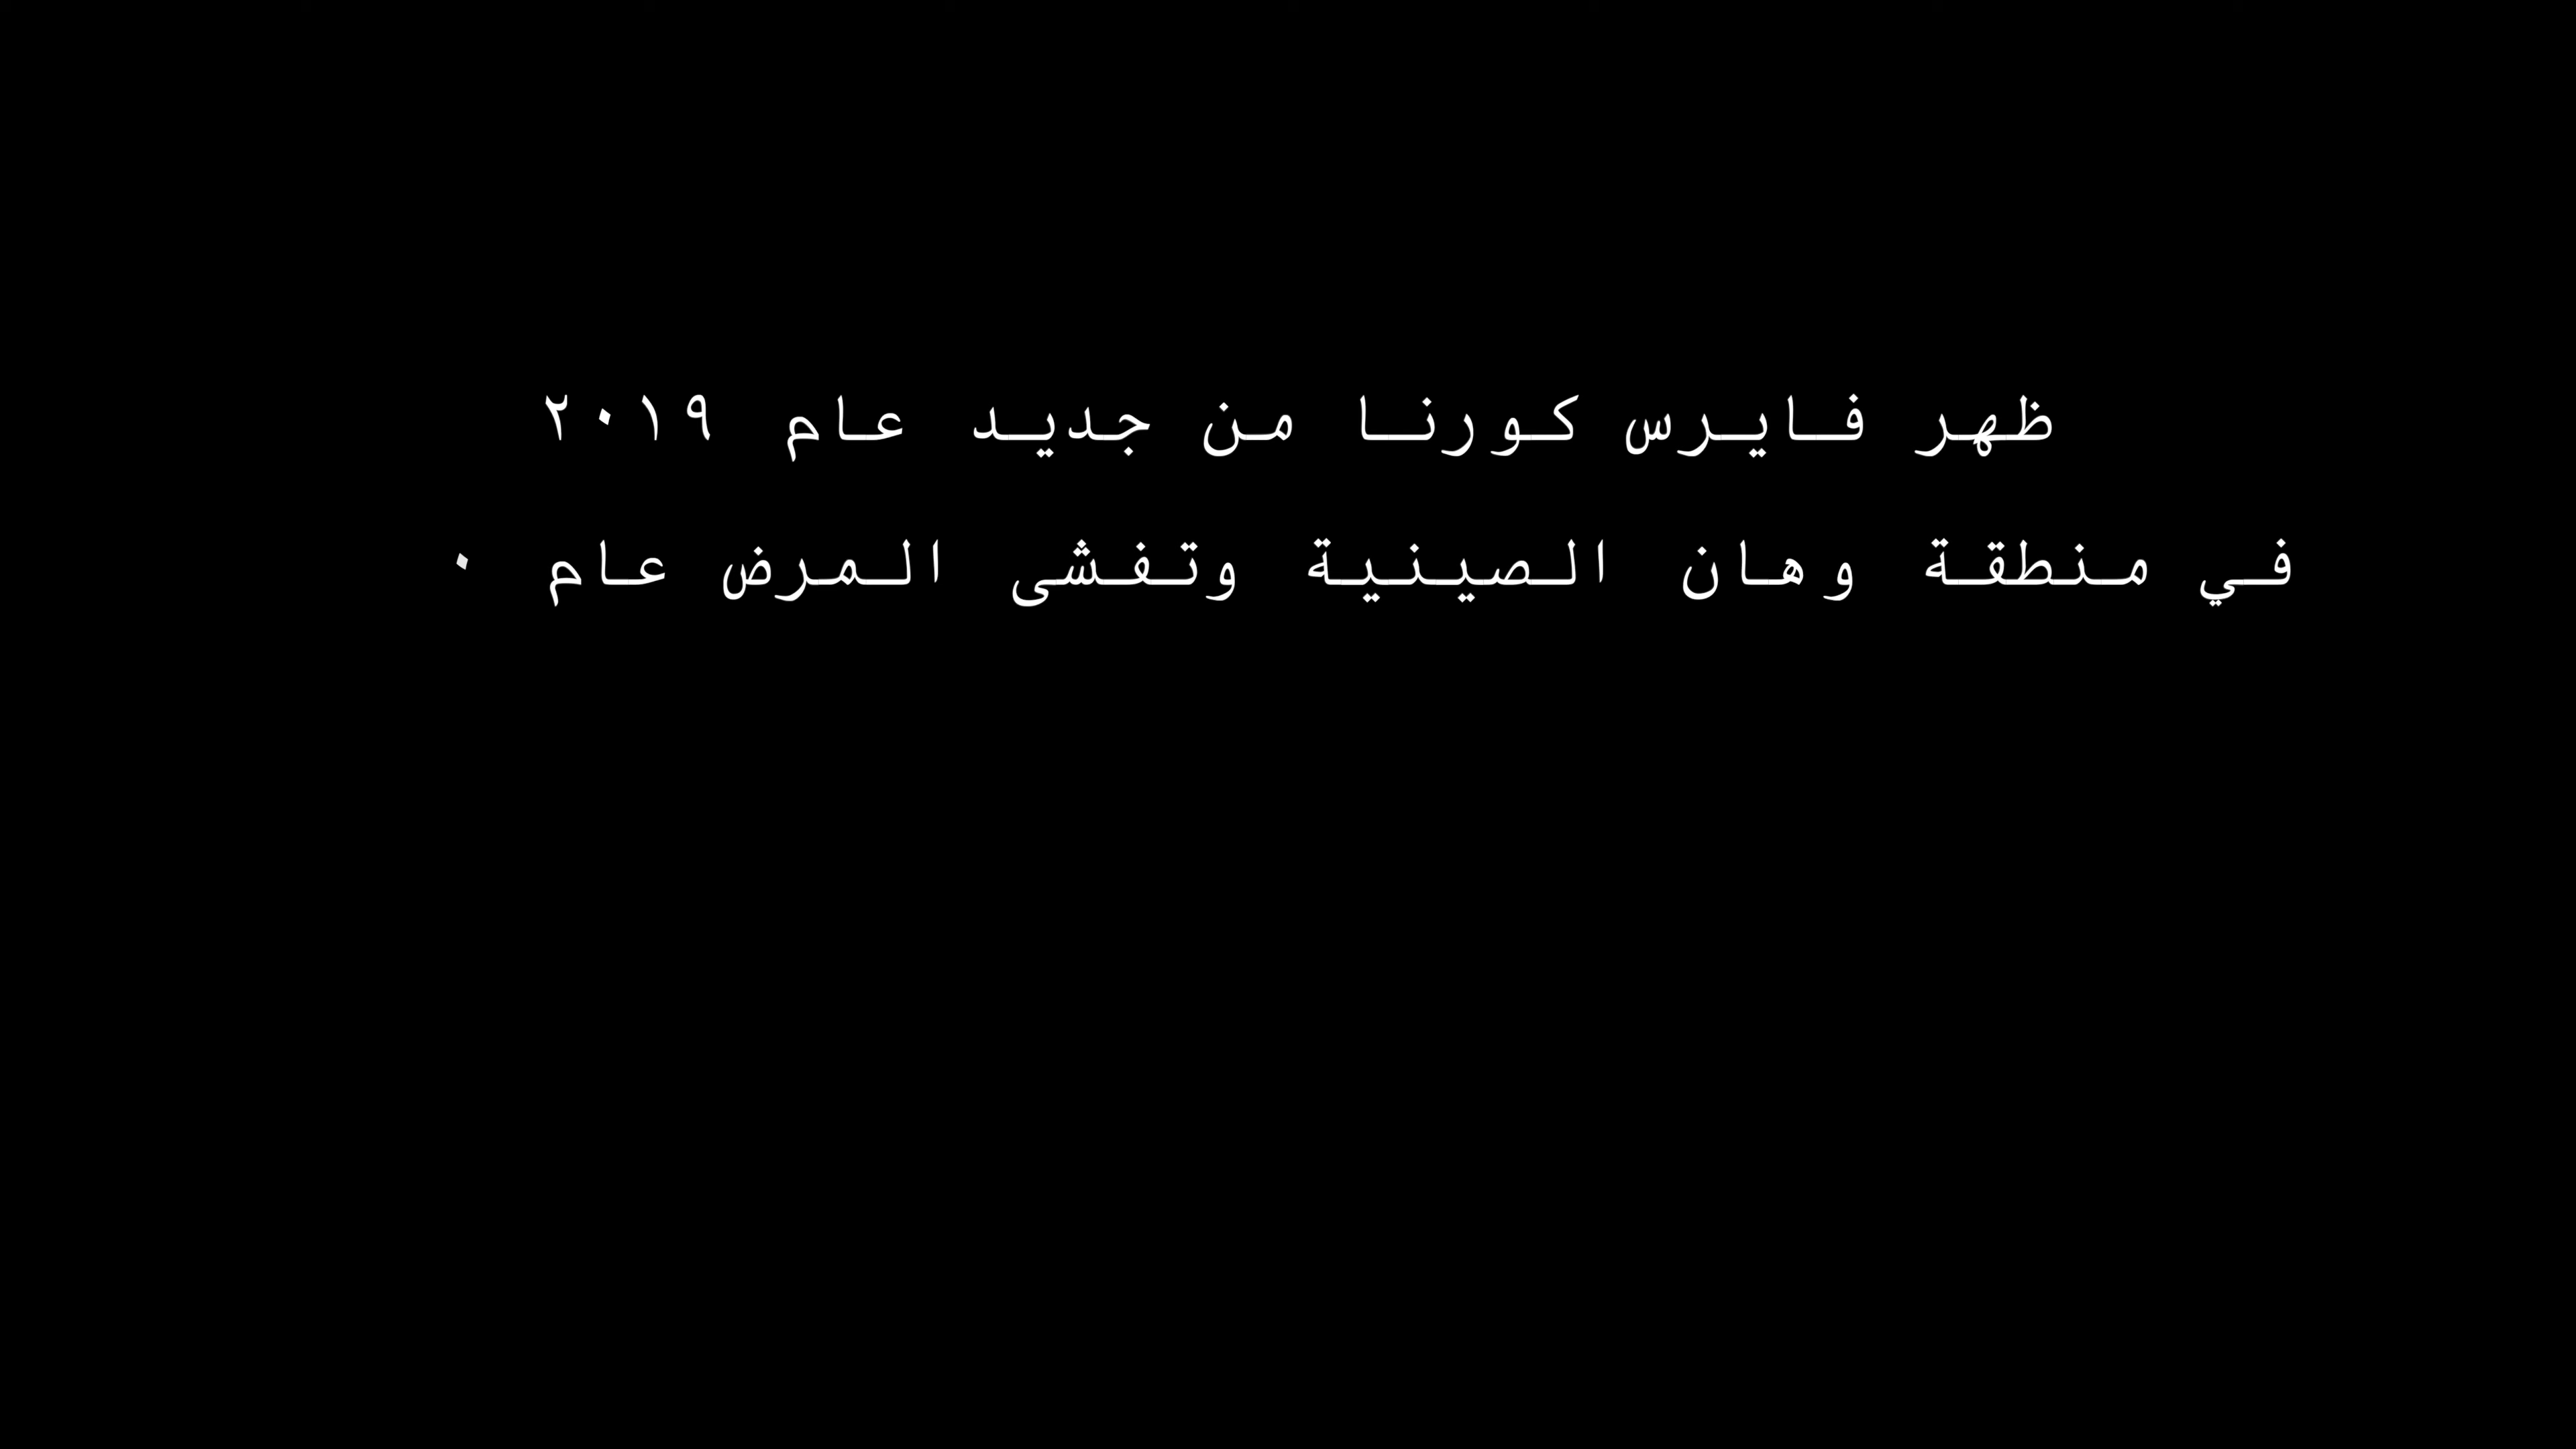 ظهر فايرس كورنا من جديد عام ٢٠١٩
في منطقة وهان الصينية وتفشى المرض عام ٠